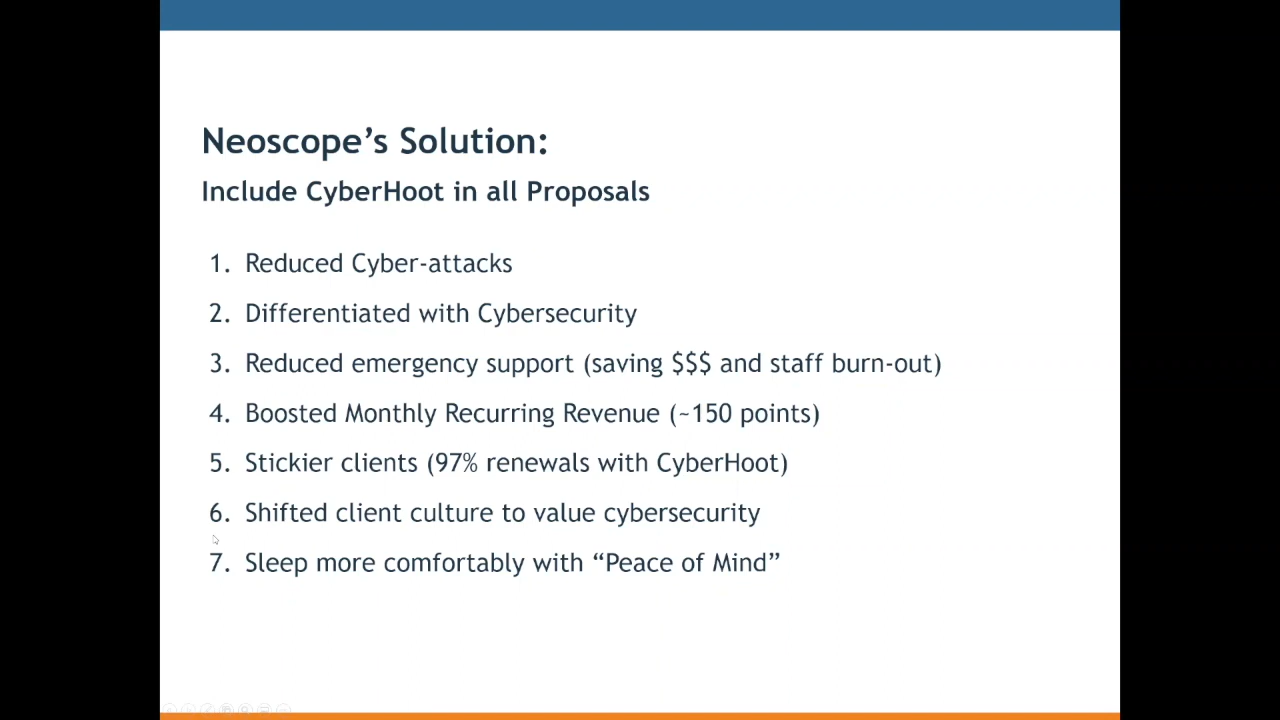 Neoscope’s Solution:
Include CyberHoot in all Proposals
1. Reduced Cyber-attacks
2. Differentiated with Cybersecurity
3. Reduced emergency support (saving $$$ and staff burn-out)
4. Boosted Monthly Recurring Revenue (~150 points)
5. Stickier clients (97% renewals with CyberHoot)
6. Shifted client culture to value cybersecurity
7. Sleep more comfortably with “Peace of Mind”